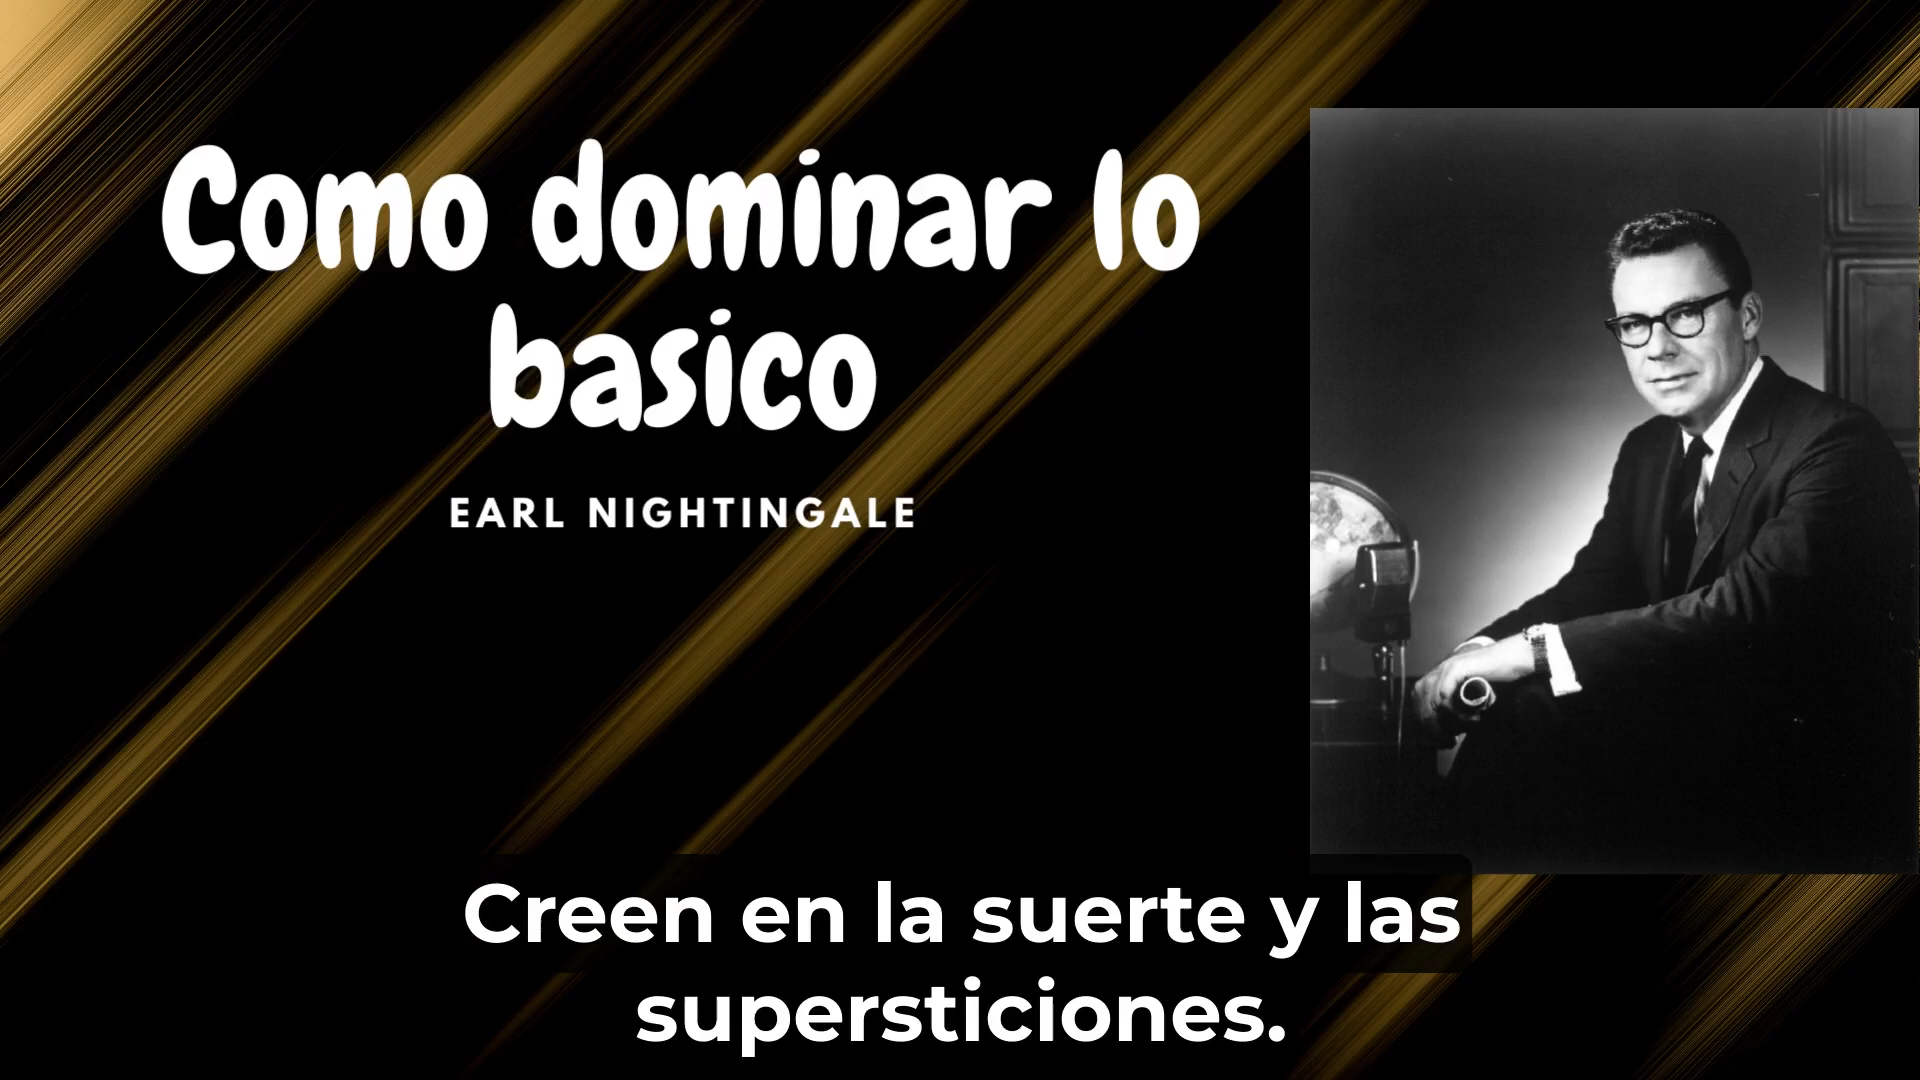 Como dominar lo
basico
EARL NIGHTINGALE
Creen en la suerte y las
supersticiones.